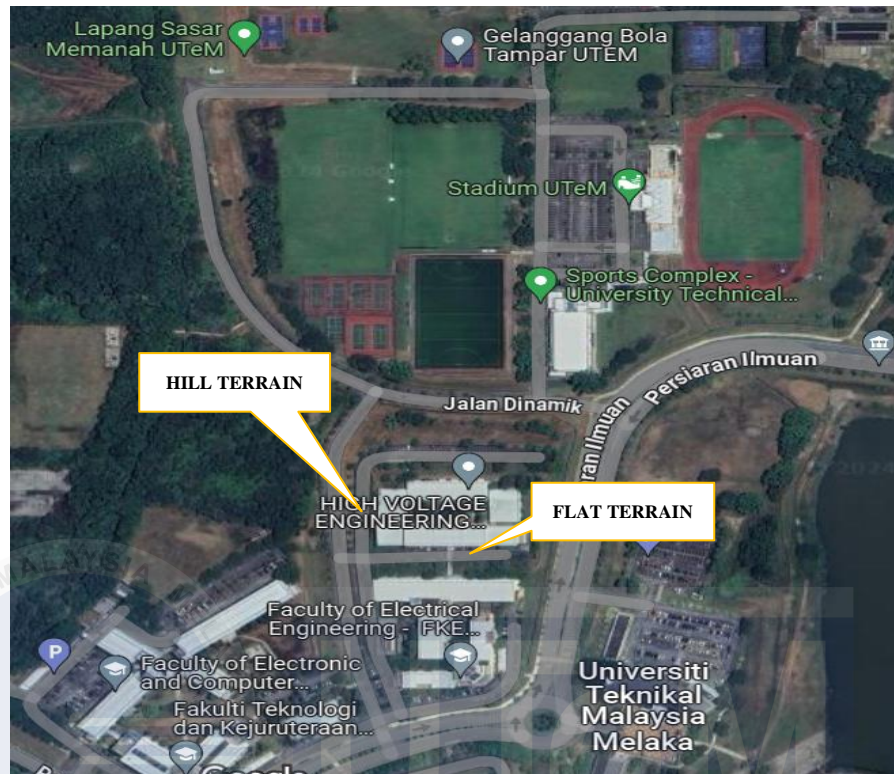 Lapang Sasar
Memanah UTeM
Gelanggang Bola
Tampar UTEM
Stadium UTeM
Sports Complex -
University Technical...
Persiaran Ilmuan
HILL TERRAIN
Jalan Dinamik
ran Ilmuan
HIGH VOLTAGE
ENGINEERING...
FLAT TERRAIN
Faculty of Electrical
Engineering - FKE...
P
Faculty of Electronic
and Computer...
Fakulti Teknologi
dan Kejuruteraan...
Universiti
Teknikal
Malaysia
Melaka
Google